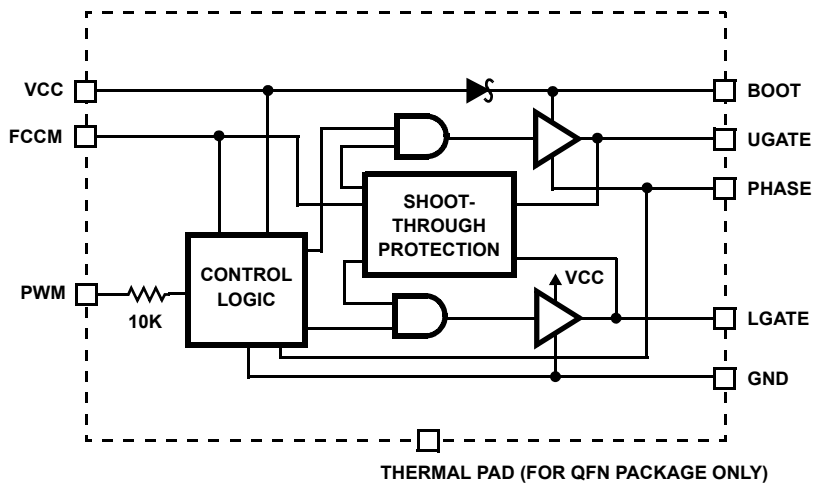 VCC
BOOT
FCCM
UGATE
PHASE
SHOOT-
THROUGH
PROTECTION
CONTROL
LOGIC
VCC
PWM
10K
LGATE
GND
THERMAL PAD (FOR QFN PACKAGE ONLY)